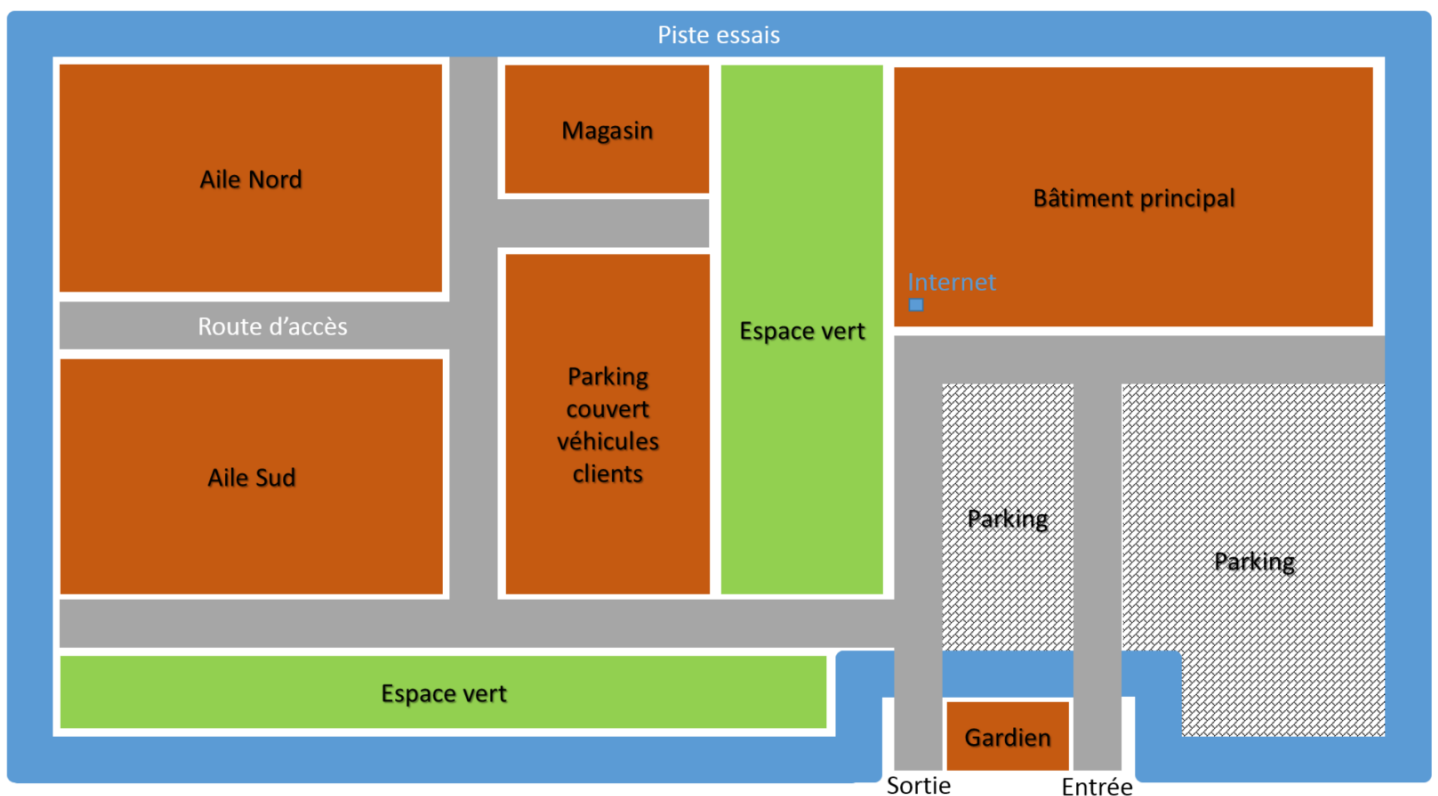 Piste essais
Aile Nord
Magasin
Bâtiment principal
Internet
Route d’accès
Espace vert
Parking
couvert
véhicules
clients
Aile Sud
Parking
Parking
Espace vert
Gardien
Sortie
Entrée